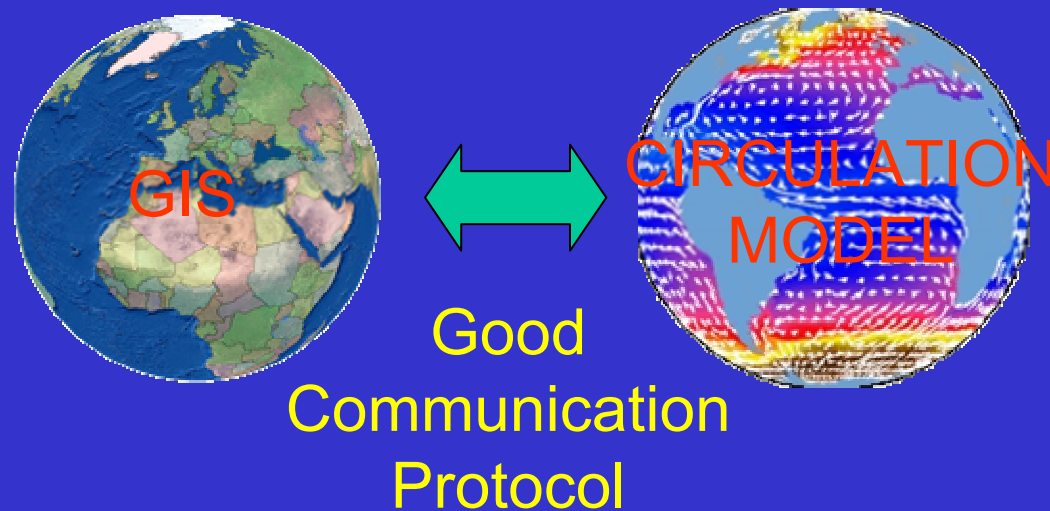 GIS
CIRCULATION
MODEL
Good
Communication
Protocol